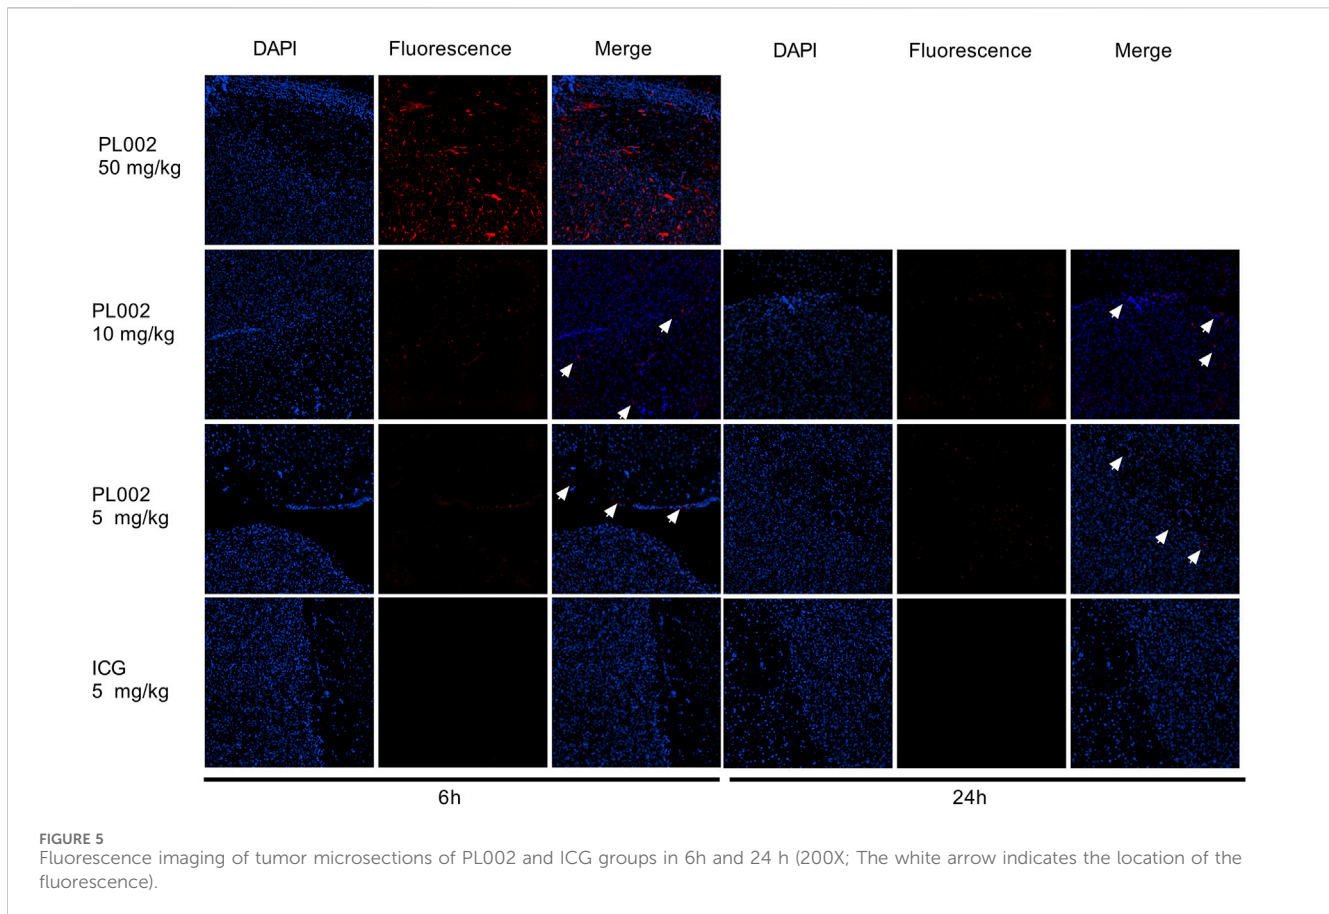 DAPI Fluorescence Merge DAPI Fluorescence Merge
PL002
50 mg/kg
PL002
10 mg/kg
PL002
5 mg/kg
ICG
5 mg/kg
6h 24h
FIGURE 5
Fluorescence imaging of tumor microsections of PL002 and ICG groups in 6h and 24 h (200X; The white arrow indicates the location of the
fluorescence).